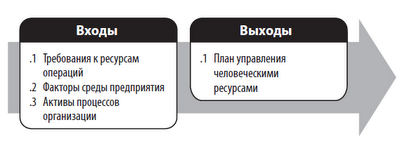 Входы
.1 Требования к ресурсам
операций
.2 Факторы среды предприятия
.3 Активы процессов
организации
Выходы
.1 План управления
человеческими
ресурсами